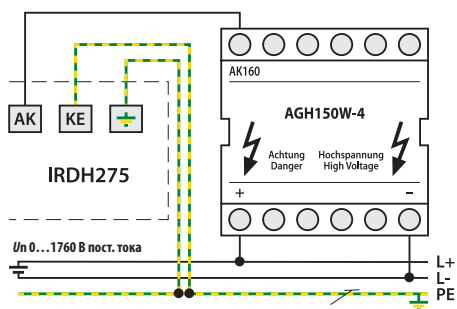 AK160
AGH150W-4
AK
KE
IRDH275
Achtung Hochspannung
Danger High Voltage
+ −
Un 0…1760 В пост. тока
L+
L-
PE